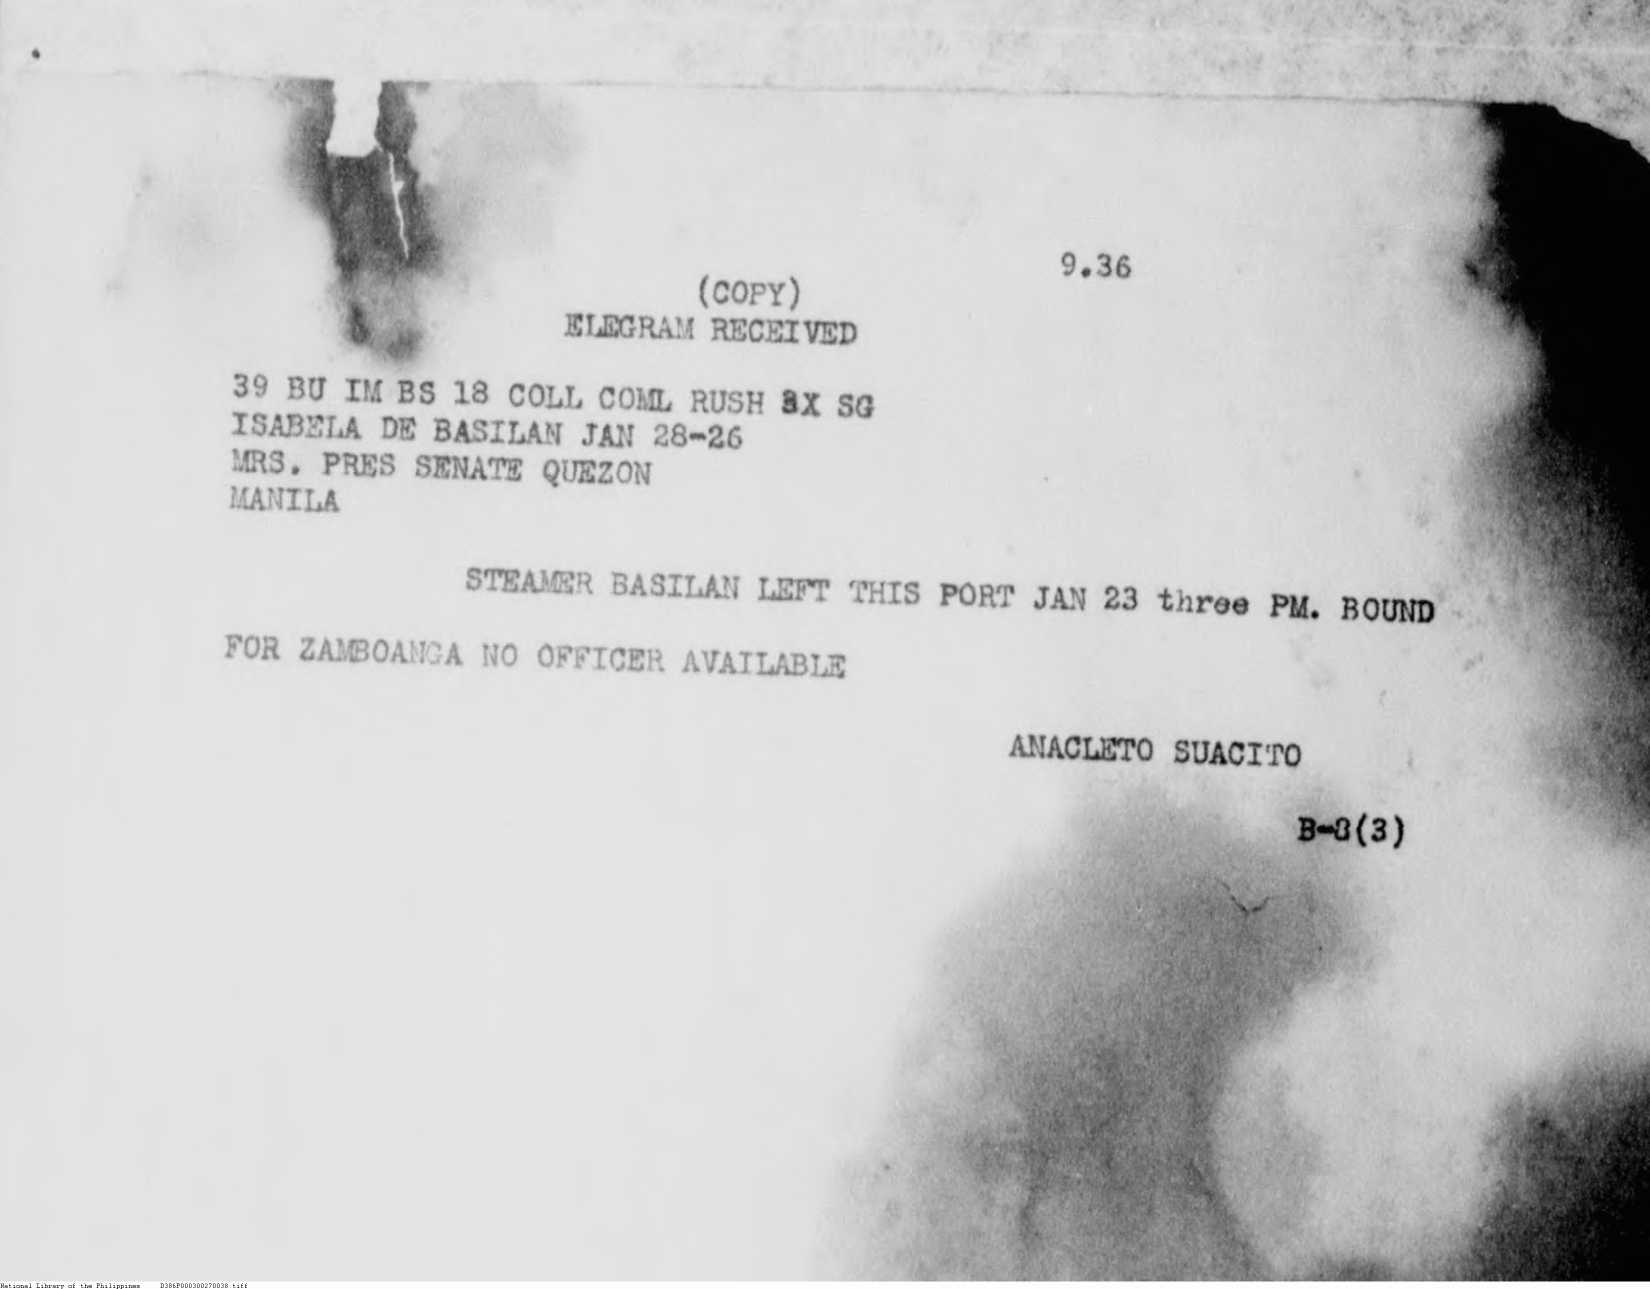 9.36
(COPY)
ELEGRAM RECEIVED
39 BU IM BS 18 COLL COML RUSH SG
ISABELA DE BASILAN JAN 28-26
MRS. PRES SENATE QUEZON
MANILA
STEAMER BASILAN LEFT THIS PORT JAN 23 three PM. BOUND
FOR ZAMBOANGA NO OFFICER AVAILABLE
ANACLETO SUACITO
B-8(3)
National Library of the Philippines D386P000300270038.tiff